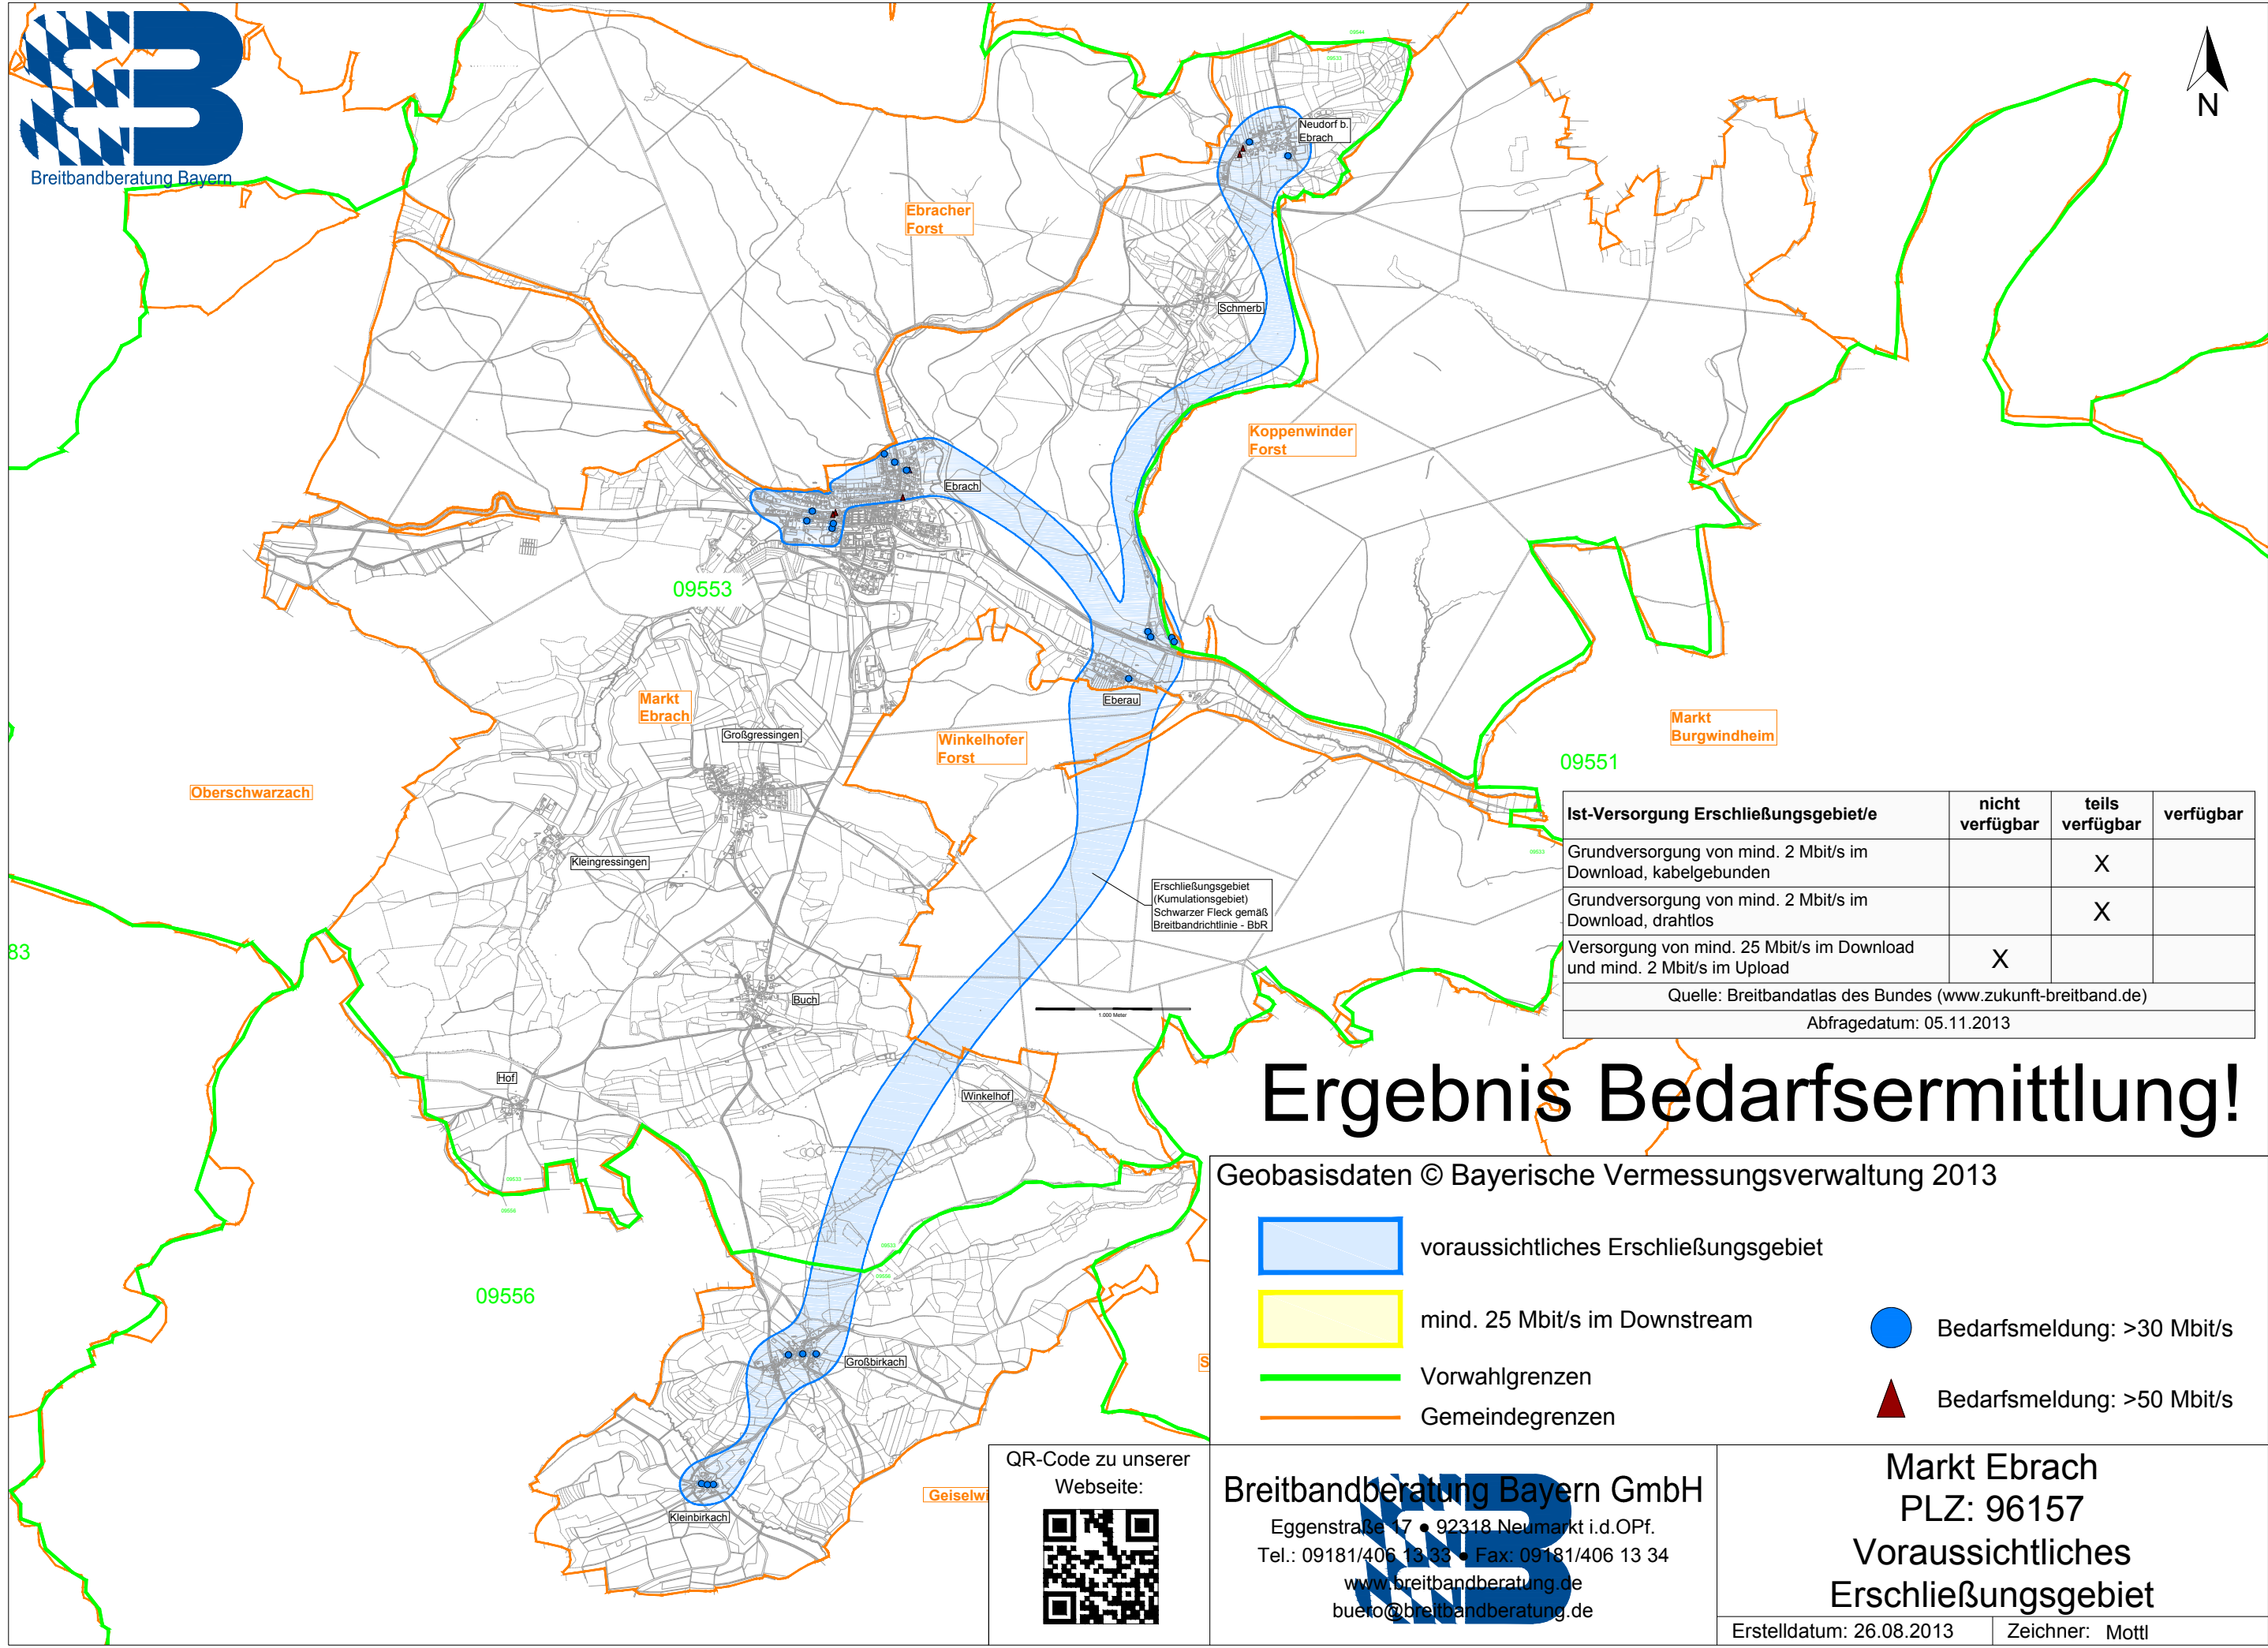 Breitbandberatung Bayern
N
09544
09553
Neudorf b.
Ebrach
Ebracher
Forst
Schmerb
Koppenwinder
Forst
Ebrach
09553
Markt
Ebrach
Eberau
Großgressingen
Winkelhofer
Forst
Markt
Burgwindheim
09551
Oberschwarzach
Kleingressingen
Erschließungsgebiet
(Kumulationsgebiet)
Schwarzer Fleck gemäß
Breitbandrichtlinie - BbR
83
Buch
1.000 Meter
Hof
Winkelhof
09556
Großbirkach
Kleinbirkach
Geiselwi
S
Ist-Versorgung Erschließungsgebiet/e nicht verfügbar teils verfügbar verfügbar
Grundversorgung von mind. 2 Mbit/s im
Download, kabelgebunden X
Grundversorgung von mind. 2 Mbit/s im
Download, drahtlos X
Versorgung von mind. 25 Mbit/s im Download
und mind. 2 Mbit/s im Upload X
Quelle: Breitbandatlas des Bundes (www.zukunft-breitband.de)
Abfragedatum: 05.11.2013
Ergebnis Bedarfsermittlung!
Geobasisdaten © Bayerische Vermessungsverwaltung 2013
voraussichtliches Erschließungsgebiet
mind. 25 Mbit/s im Downstream
Vorwahlgrenzen
Gemeindegrenzen
Bedarfsmeldung: >30 Mbit/s
Bedarfsmeldung: >50 Mbit/s
QR-Code zu unserer
Webseite:
Breitbandberatung Bayern GmbH
Eggenstraße 17 ● 92318 Neumarkt i.d.OPf.
Tel.: 09181/406 13 33 ● Fax: 09181/406 13 34
www.breitbandberatung.de
buero@breitbandberatung.de
Markt Ebrach
PLZ: 96157
Voraussichtliches
Erschließungsgebiet
Erstelldatum: 26.08.2013
Zeichner: Mottl